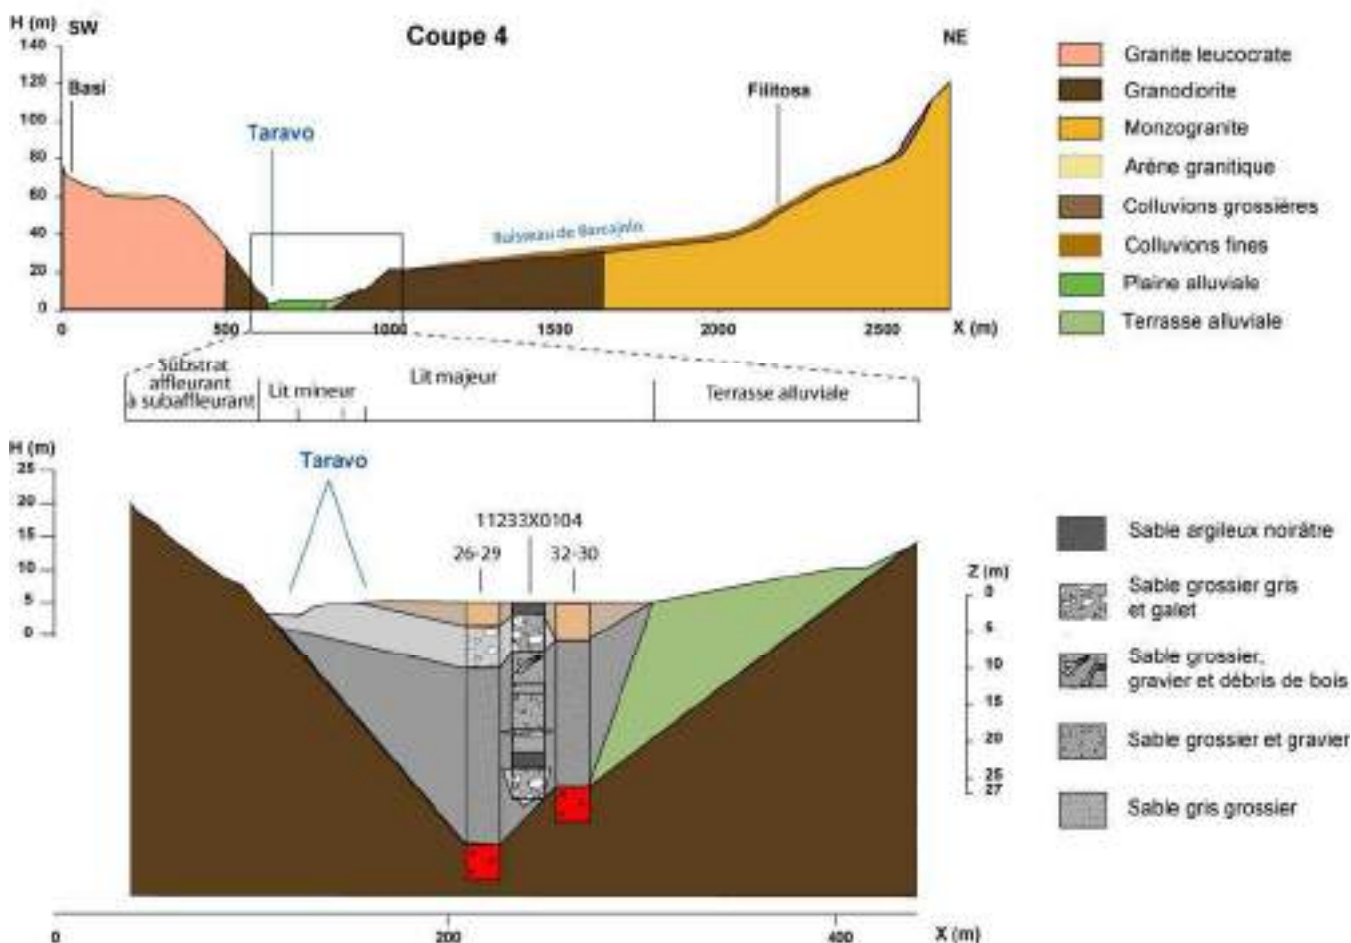 H (m)
SW
Coupe 4
NE
140
120
100
80
60
40
20
0
Basi
Taravo
Filitosa
Ruisseau de Barcajolo
0 500 1000 1500 2000 2500 X (m)
Granite leucocrate
Granodiorite
Monzogranite
Arène granitique
Colluvions grossières
Colluvions fines
Plaine alluviale
Terrasse alluviale
Substrat
affleurant
à subaffleurant
Lit mineur
Lit majeur
Terrasse alluviale
H (m)
25
20
15
10
5
0
Taravo
11233X0104
26-29
32-30
Z (m)
0
5
10
15
20
25
27
0 200 400 X (m)
Sable argileux noirâtre
Sable grossier gris
et galet
Sable grossier,
gravier et débris de bois
Sable grossier et gravier
Sable gris grossier